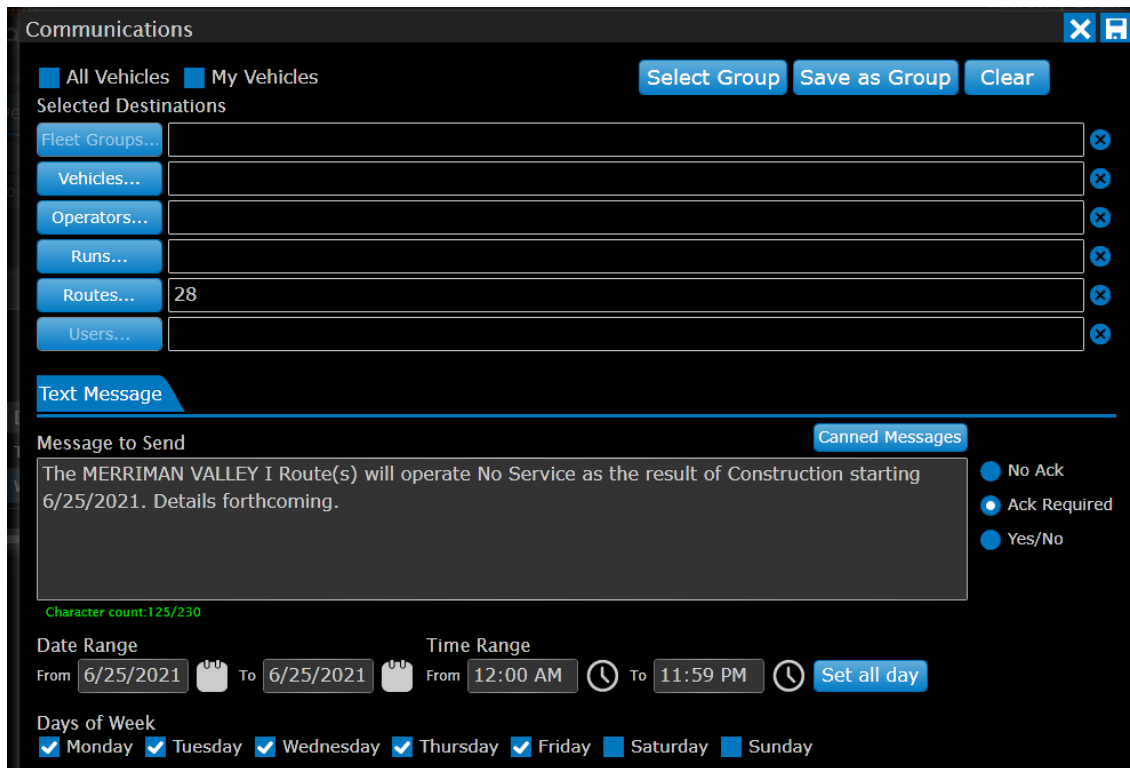 Communications
All Vehicles My Vehicles Select Group Save as Group Clear
Selected Destinations
Fleet Groups...
Vehicles...
Operators...
Runs...
Routes... 28
Users...
Text Message
Message to Send Canned Messages
The MERRIMAN VALLEY I Route(s) will operate No Service as the result of Construction starting
6/25/2021. Details forthcoming.
No Ack
Ack Required
Yes/No
Character count:125/230
Date Range Time Range
From 6/25/2021 To 6/25/2021 From 12:00 AM To 11:59 PM Set all day
Days of Week
Monday Tuesday Wednesday Thursday Friday Saturday Sunday